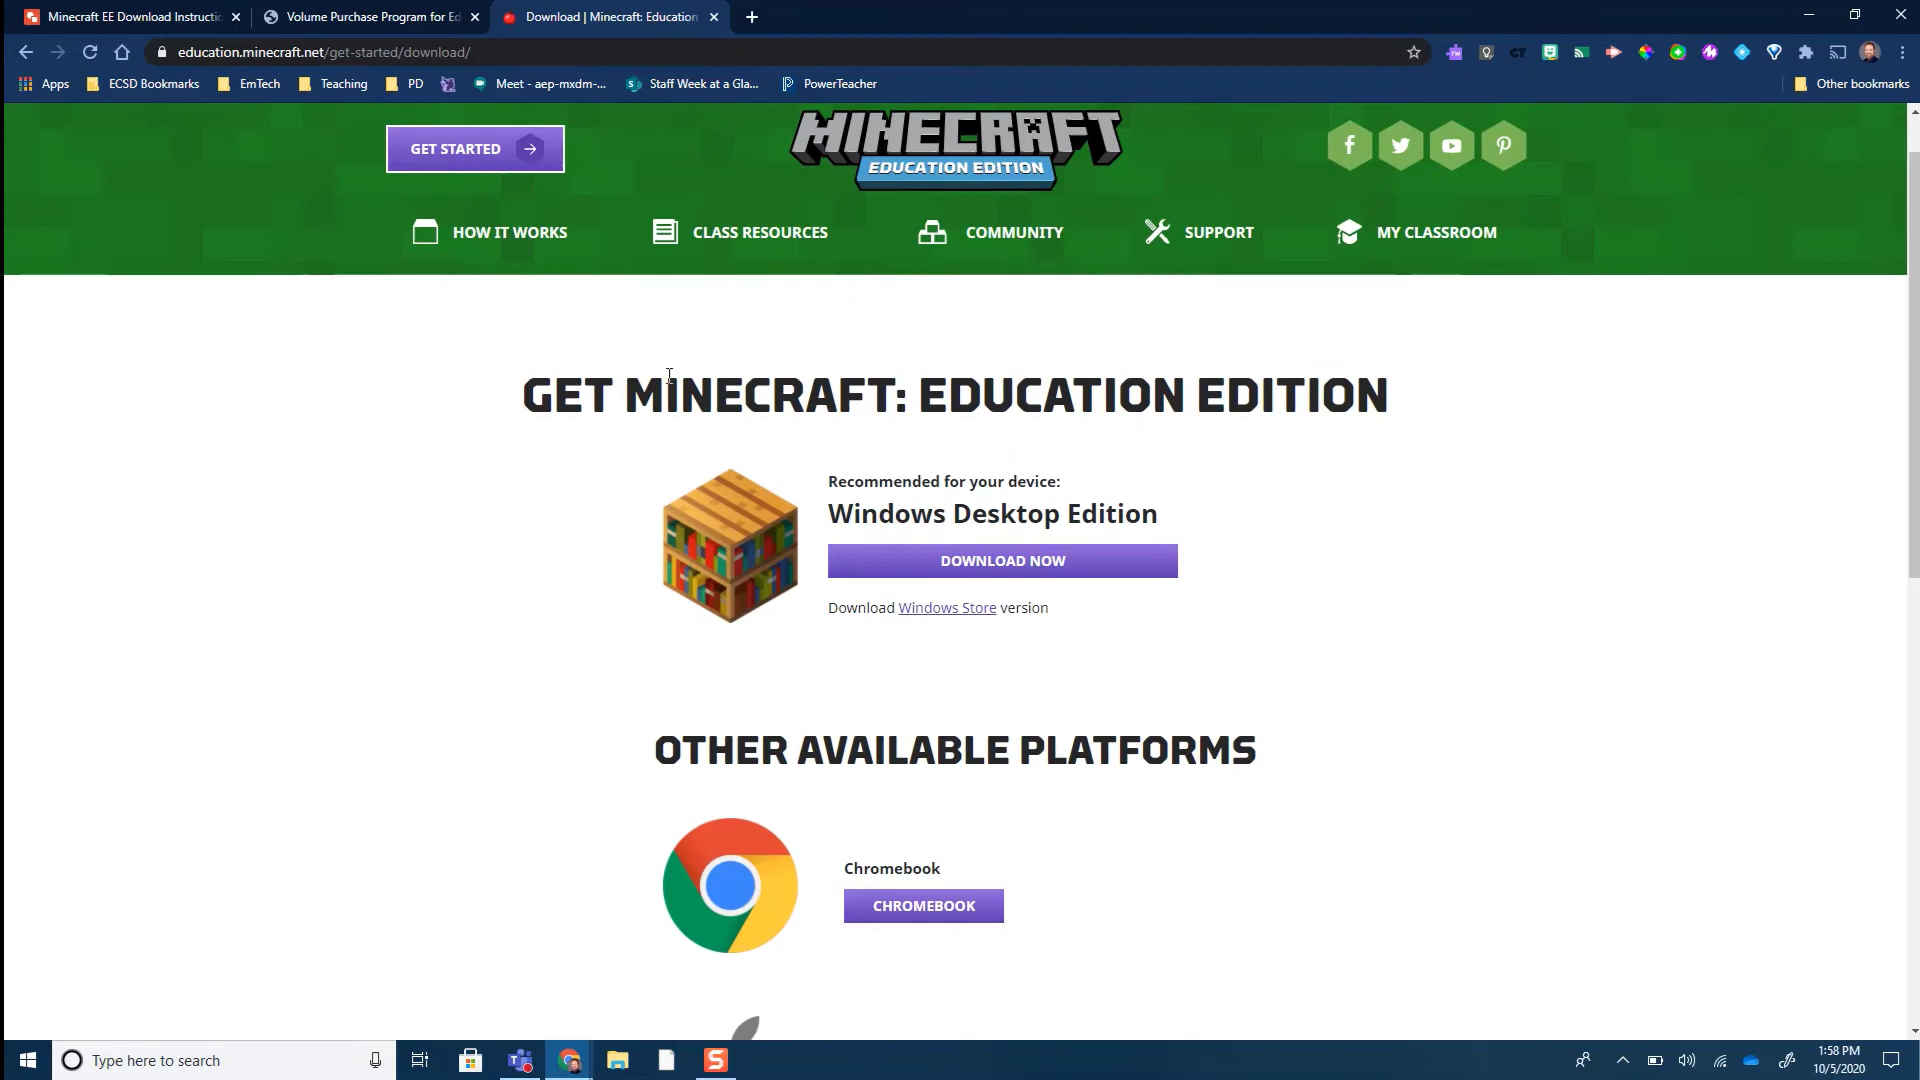 Minecraft EE Download Instructi
Volume Purchase Program for Ed
Download | Minecraft: Education
education.minecraft.net/get-started/download/
CT
Apps
ECSD Bookmarks
EmTech
Teaching
PD
Meet - aep-mxdm-...
Staff Week at a Gla...
PowerTeacher
Other bookmarks
GET STARTED
MINECRAFT
EDUCATION EDITION
HOW IT WORKS
CLASS RESOURCES
COMMUNITY
SUPPORT
MY CLASSROOM
GET MINECRAFT: EDUCATION EDITION
Recommended for your device:
Windows Desktop Edition
DOWNLOAD NOW
Download Windows Store version
OTHER AVAILABLE PLATFORMS
Chromebook
CHROMEBOOK
Type here to search
1:58 PM
10/5/2020